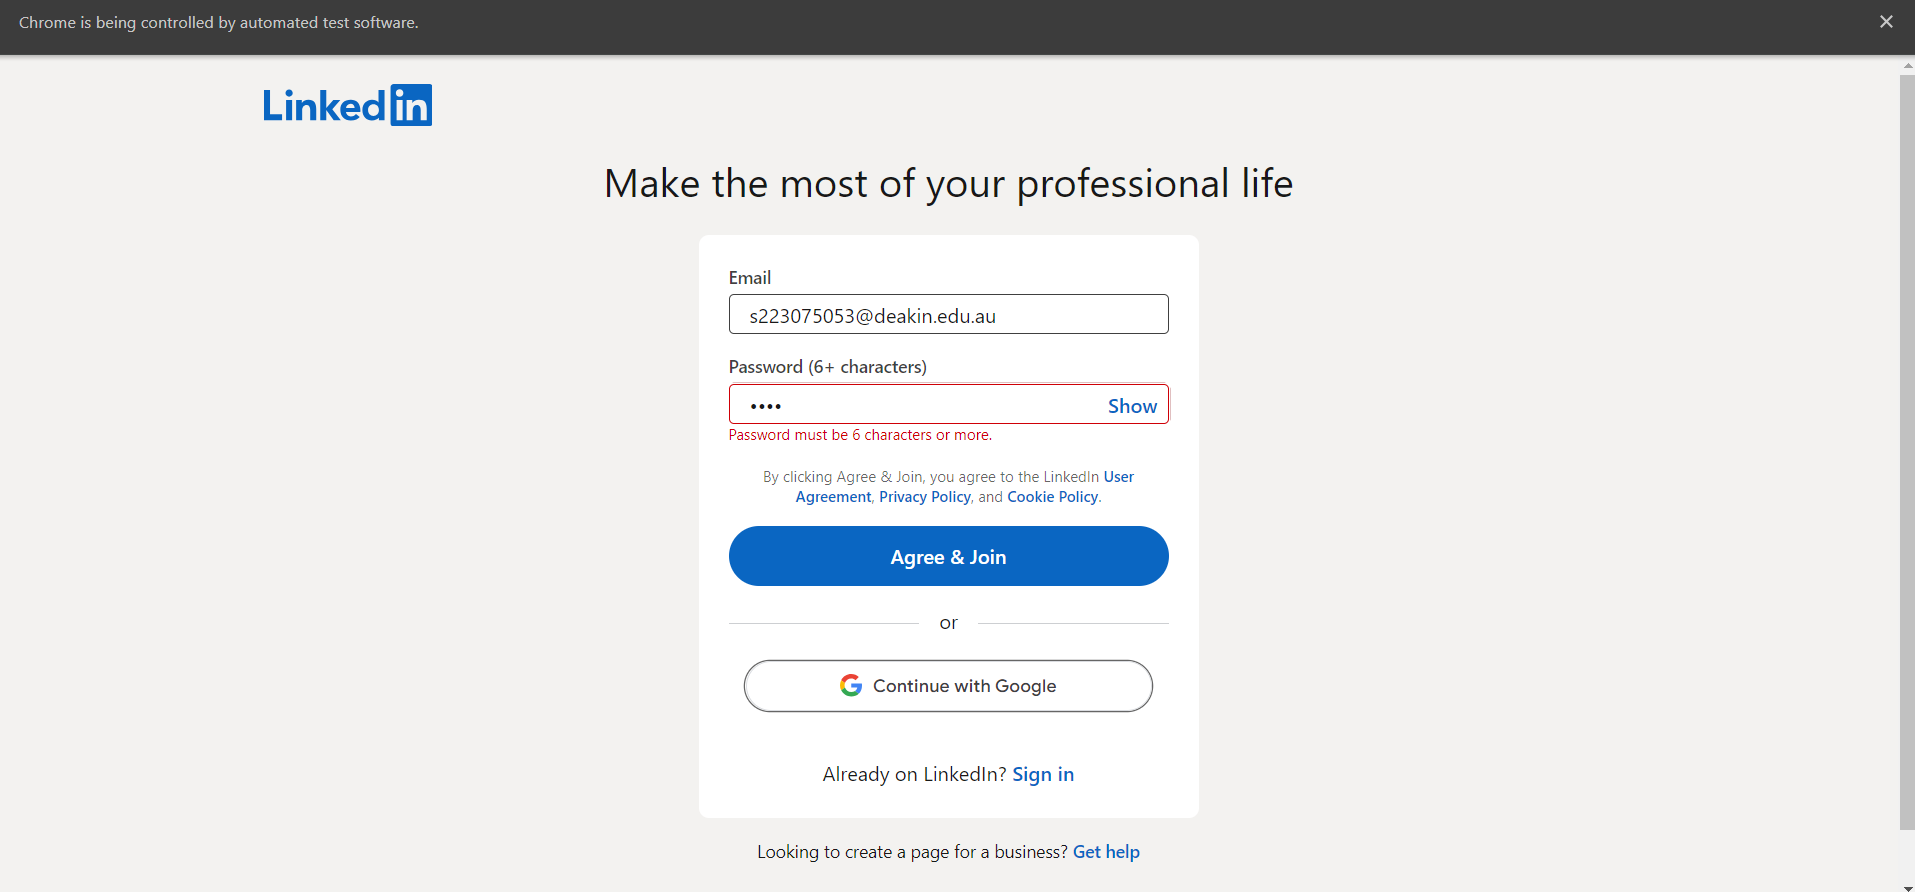 Chrome is being controlled by automated test software.
Linkedin
Make the most of your professional life
Email
s223075053@deakin.edu.au
Password (6+ characters)
•••• Show
Password must be 6 characters or more.
By clicking Agree & Join, you agree to the LinkedIn User
Agreement, Privacy Policy, and Cookie Policy.
Agree & Join
or
Continue with Google
Already on LinkedIn? Sign in
Looking to create a page for a business? Get help